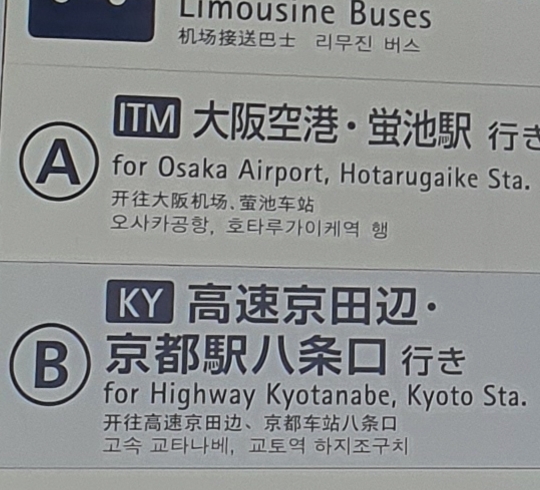 Limousine Buses
机场接送巴士 리무진 버스
A
ITM 大阪空港・蛍池駅 行き
for Osaka Airport, Hotarugaike Sta.
开往大阪机场、萤池车站
오사카공항, 호타루가이케역 행
B
KY 高速京田辺・
京都駅八条口 行き
for Highway Kyotanabe, Kyoto Sta.
开往高速京田边、京都车站八条口
고속 교타나베, 교토역 하지조구치